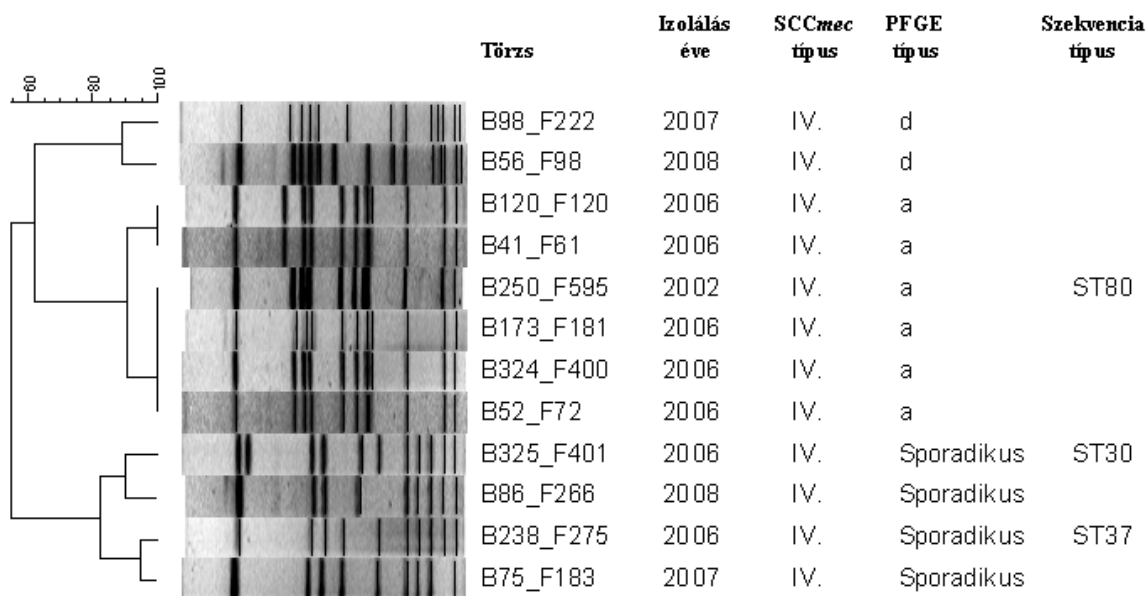 Törzs Izolálás éve SCCmec típus PFGE típus Szekvencia típus
60 80 100
B98_F222 2007 IV. d
B56_F98 2008 IV. d
B120_F120 2006 IV. a
B41_F61 2006 IV. a
B250_F595 2002 IV. a ST80
B173_F181 2006 IV. a
B324_F400 2006 IV. a
B52_F72 2006 IV. a
B325_F401 2006 IV. Sporadikus ST30
B86_F266 2008 IV. Sporadikus
B238_F275 2006 IV. Sporadikus ST37
B75_F183 2007 IV. Sporadikus